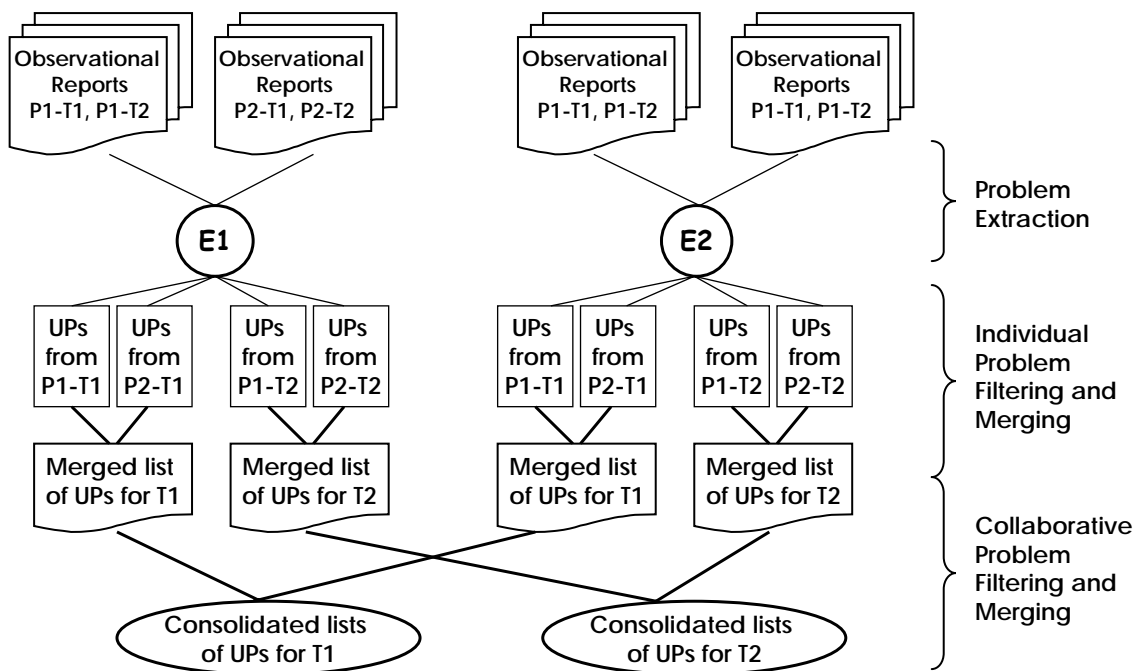 Observational
Reports
P1-T1, P1-T2
Observational
Reports
P2-T1, P2-T2
Observational
Reports
P1-T1, P1-T2
Observational
Reports
P1-T1, P1-T2
Problem
Extraction
E1
E2
UPs
from
P1-T1
UPs
from
P2-T1
UPs
from
P1-T2
UPs
from
P2-T2
UPs
from
P1-T1
UPs
from
P2-T1
UPs
from
P1-T2
UPs
from
P2-T2
Individual
Problem
Filtering and
Merging
Merged list
of UPs for T1
Merged list
of UPs for T2
Merged list
of UPs for T1
Merged list
of UPs for T2
Collaborative
Problem
Filtering and
Merging
Consolidated lists
of UPs for T1
Consolidated lists
of UPs for T2